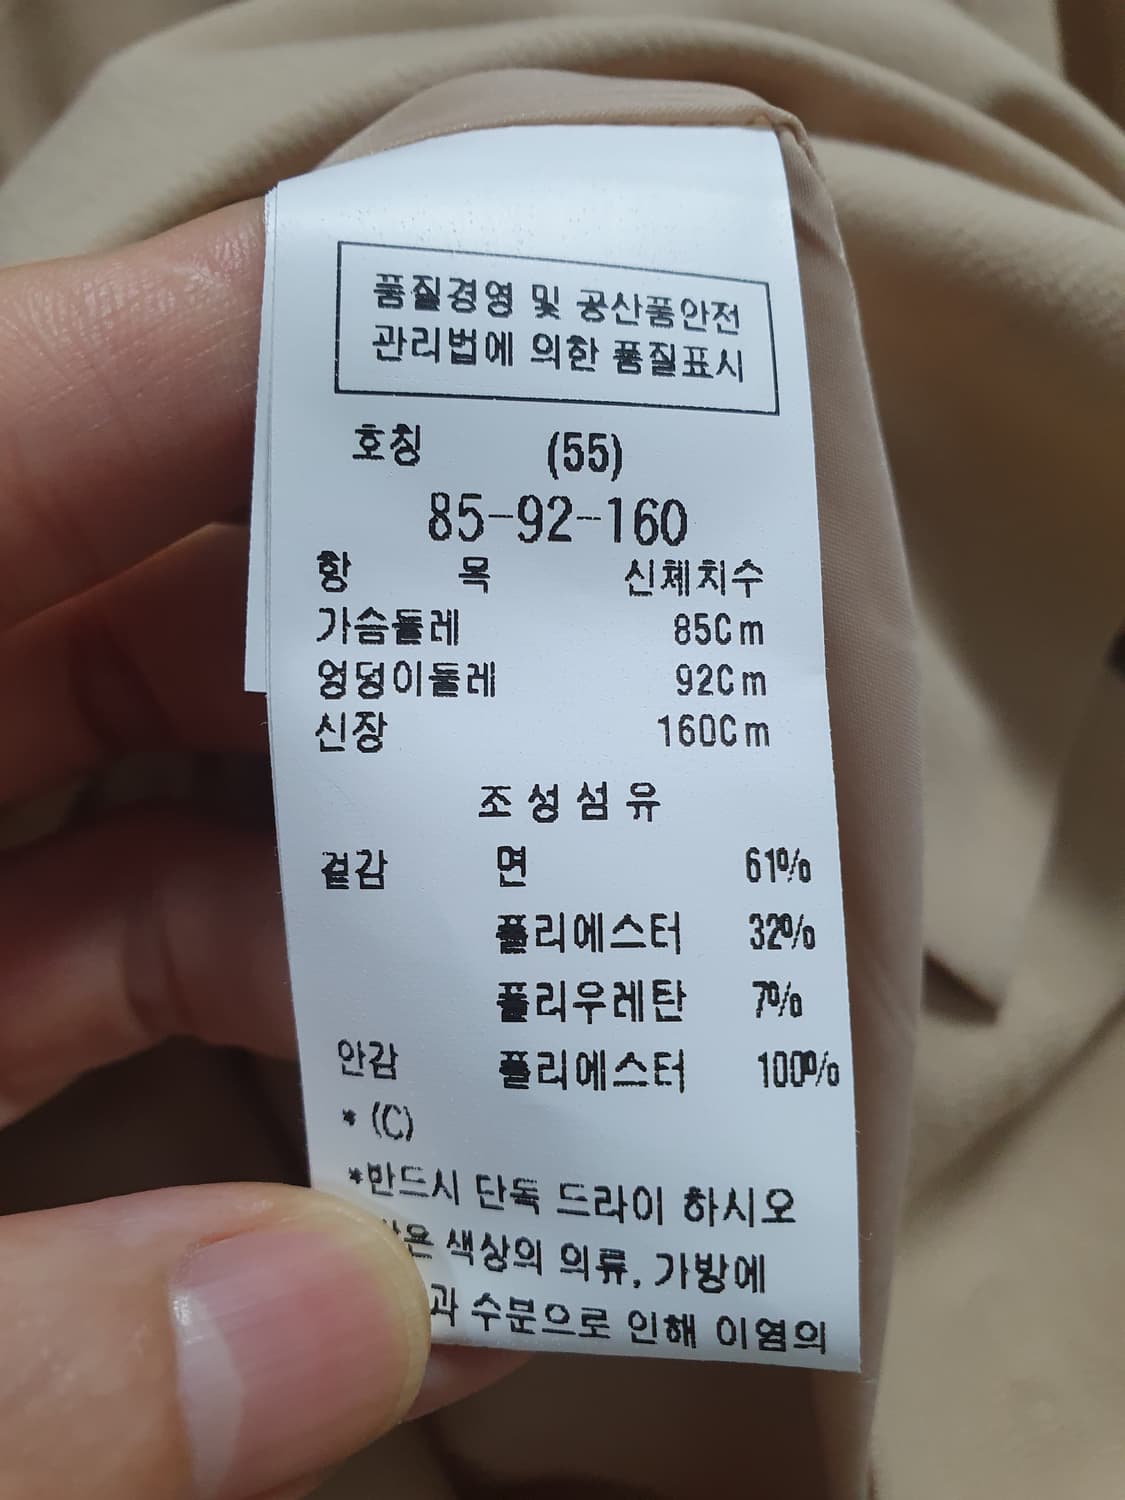 품질경영 및 공산품안전
관리법에 의한 품질표시
호칭 (55)
85-92-160
항 목 신체치수
가슴둘레 85Cm
엉덩이둘레 92Cm
신장 160Cm
조성섬유
겉감 면 61%
폴리에스터 32%
폴리우레탄 7%
안감 폴리에스터 100%
* (C)
*반드시 단독 드라이 하시오
색상의 의류, 가방에
수분으로 인해 이염의